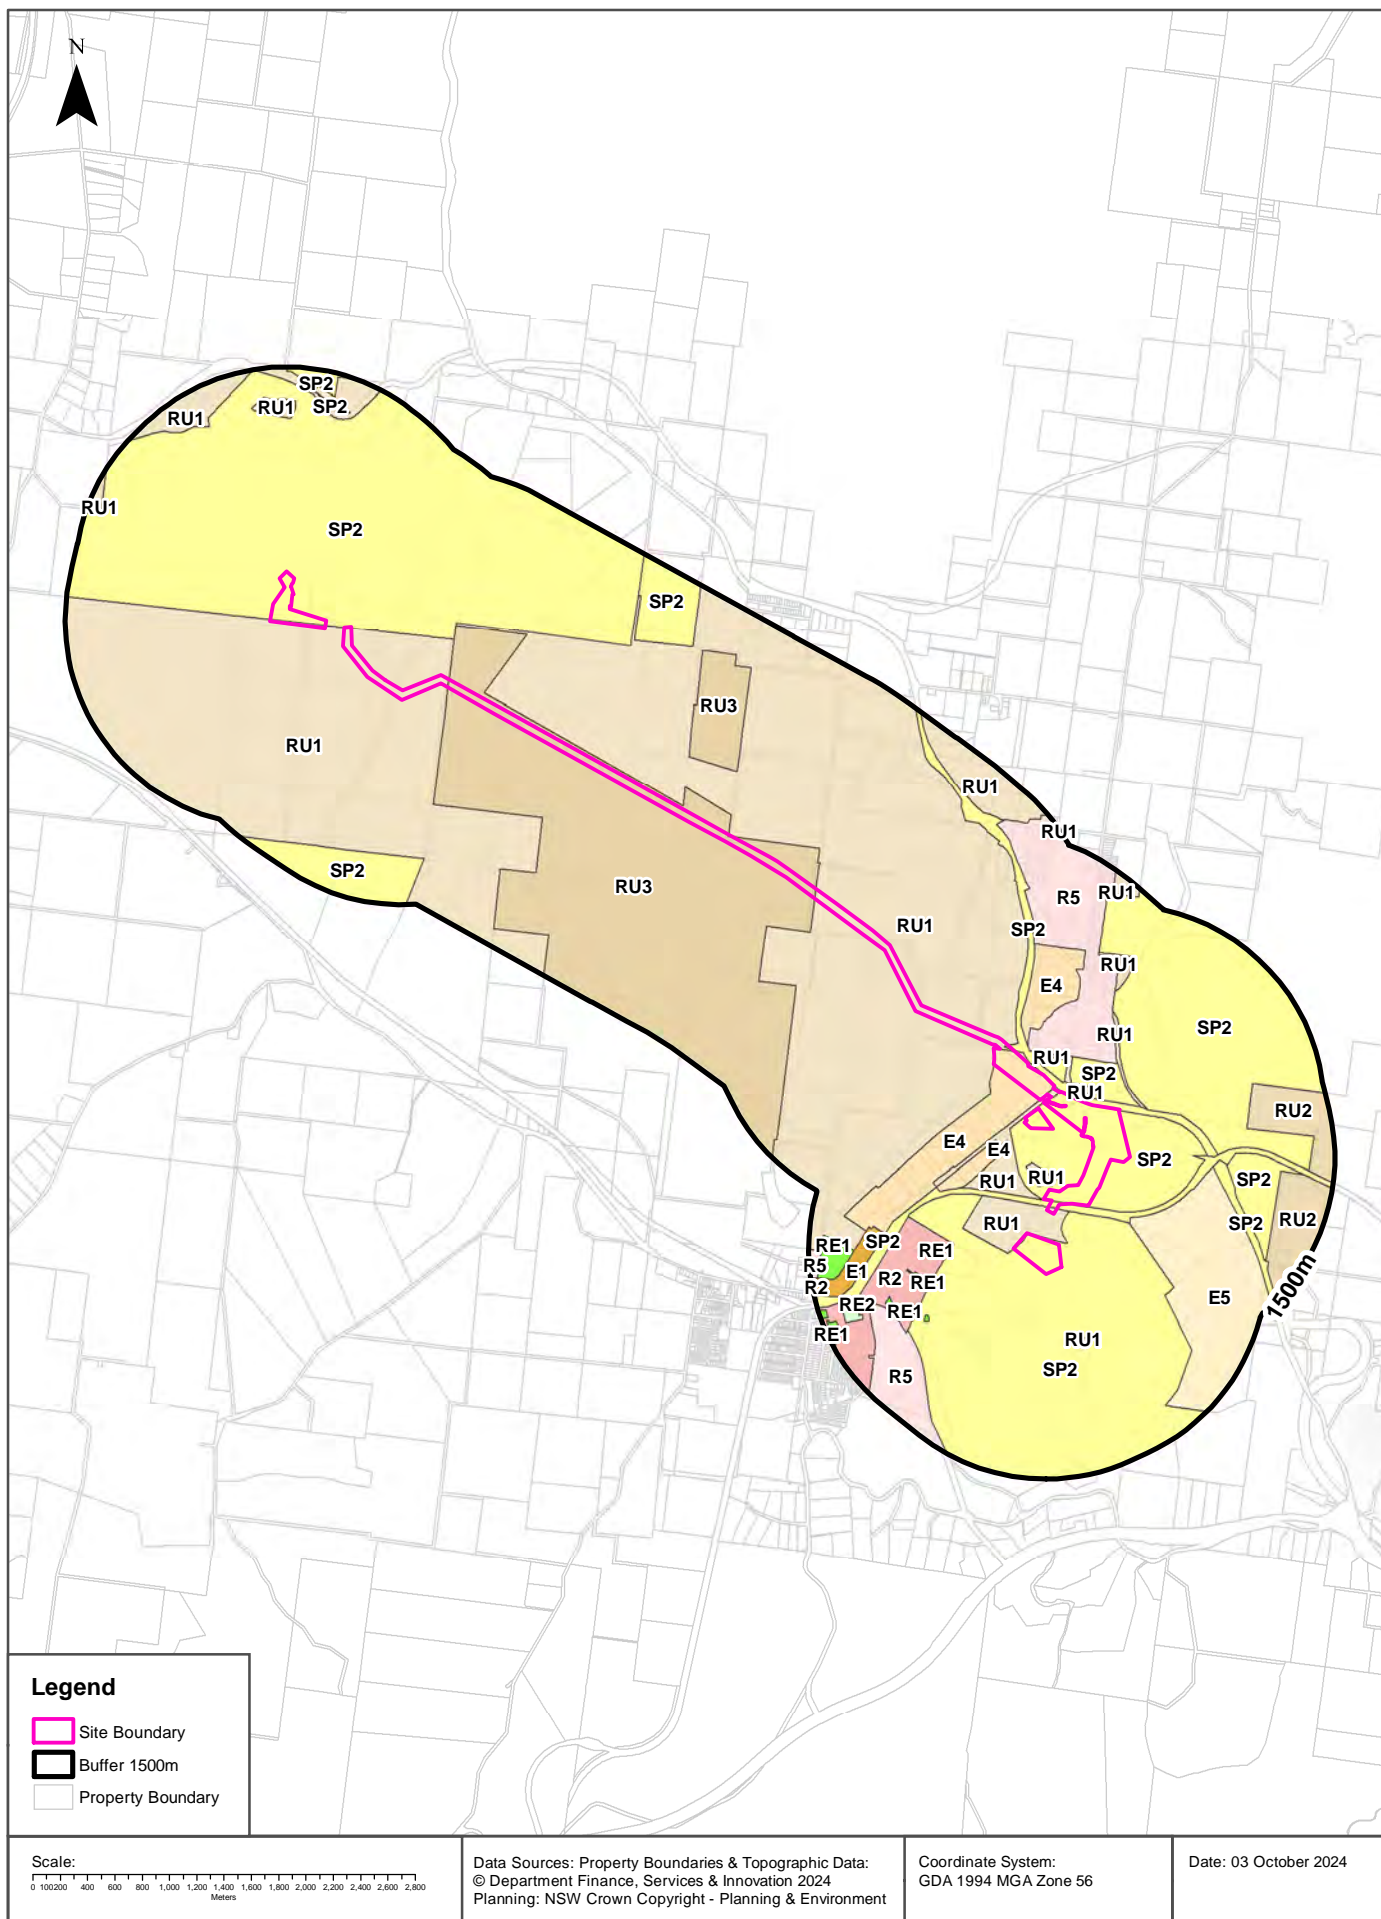 N
SP2
RU1
SP2
RU1
RU1
SP2
SP2
RU3
RU1
RU1
RU1
SP2
RU3
R5
RU1
RU1
SP2
RU1
E4
SP2
RU1
RU1
SP2
RU1
RU2
E4
E4
SP2
RU1
RU1
SP2
RU1
RU2
SP2
SP2
RE1
RE1
R5
E1
R2
RE1
R2
RE2
RE1
E5
1500m
RE1
RU1
SP2
R5
Legend
Site Boundary
Buffer 1500m
Property Boundary
Scale:
0 100200 400 600 800 1,000 1,200 1,400 1,600 1,800 2,000 2,200 2,400 2,600 2,800
Meters
Data Sources: Property Boundaries & Topographic Data:
© Department Finance, Services & Innovation 2024
Planning: NSW Crown Copyright - Planning & Environment
Coordinate System:
GDA 1994 MGA Zone 56
Date: 03 October 2024